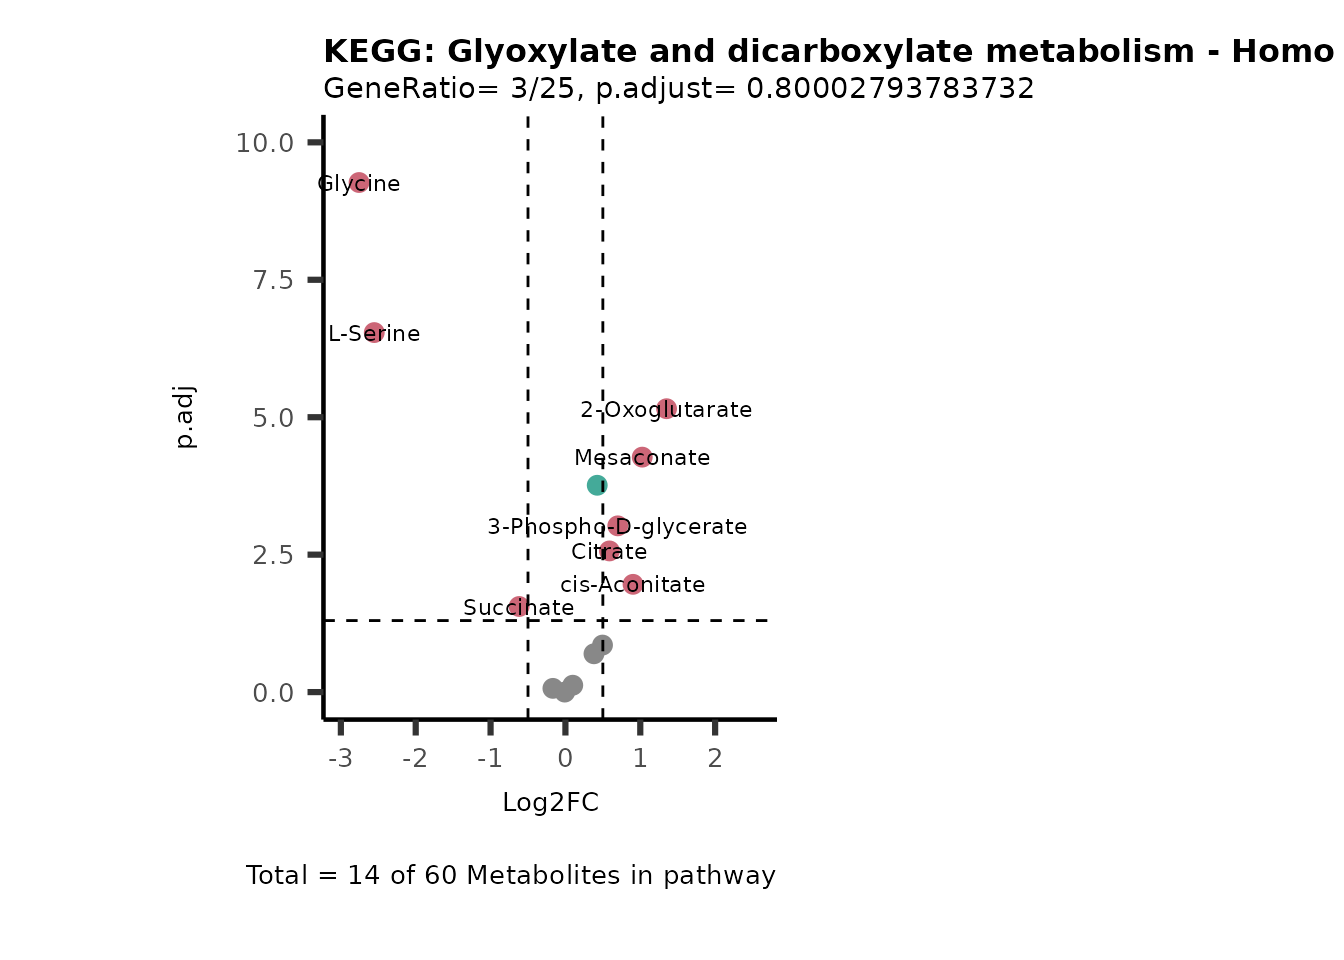 KEGG: Glyoxylate and dicarboxylate metabolism - Homo
GeneRatio= 3/25, p.adjust= 0.80002793783732
10.0
Glycine
7.5
L-Serine
p.adj
5.0
2-Oxoglutarate
Mesaconate
3-Phospho-D-glycerate
2.5
Citrate
cis-Aconitate
Succinate
0.0
-3 -2 -1 0 1 2
Log2FC
Total = 14 of 60 Metabolites in pathway